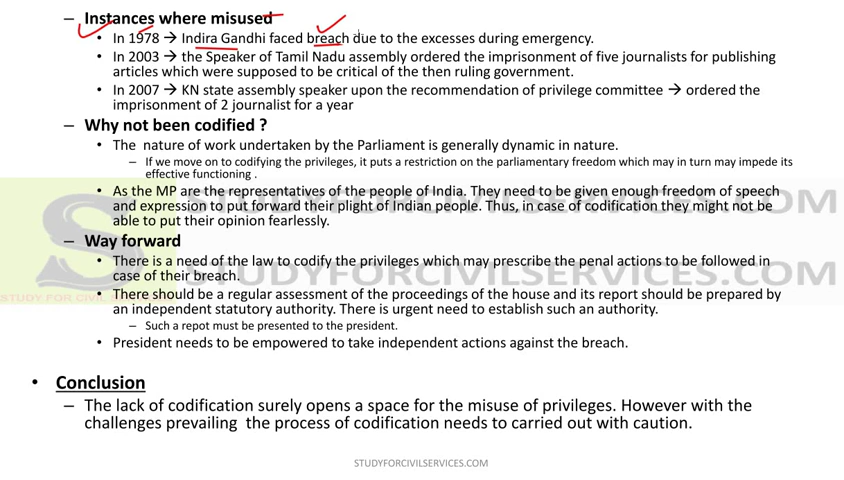 – Instances where misused
• In 1978 → Indira Gandhi faced breach due to the excesses during emergency.
• In 2003 → the Speaker of Tamil Nadu assembly ordered the imprisonment of five journalists for publishing
articles which were supposed to be critical of the then ruling government.
• In 2007 → KN state assembly speaker upon the recommendation of privilege committee → ordered the
imprisonment of 2 journalist for a year
– Why not been codified ?
• The nature of work undertaken by the Parliament is generally dynamic in nature.
– If we move on to codifying the privileges, it puts a restriction on the parliamentary freedom which may in turn may impede its
effective functioning .
• As the MP are the representatives of the people of India. They need to be given enough freedom of speech
and expression to put forward their plight of Indian people. Thus, in case of codification they might not be
able to put their opinion fearlessly.
– Way forward
• There is a need of the law to codify the privileges which may prescribe the penal actions to be followed in
case of their breach.
• There should be a regular assessment of the proceedings of the house and its report should be prepared by
an independent statutory authority. There is urgent need to establish such an authority.
– Such a repot must be presented to the president.
• President needs to be empowered to take independent actions against the breach.
• Conclusion
– The lack of codification surely opens a space for the misuse of privileges. However with the
challenges prevailing the process of codification needs to carried out with caution.
STUDYFORCIVILSERVICES.COM
STUDYFORCIVILSERVICES.COM
STUDY FOR CIVIL
STUDYFORCIVILSERVICES.COM